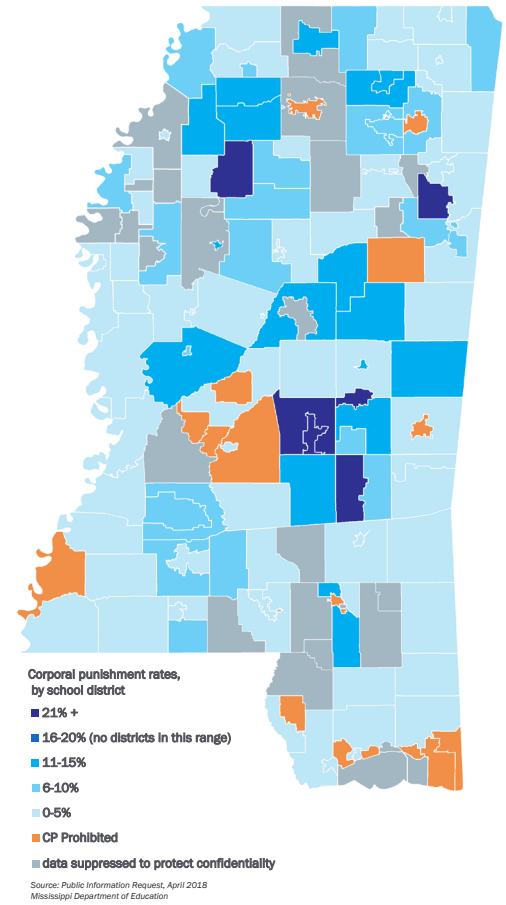 Corporal punishment rates,
by school district
21% +
16-20% (no districts in this range)
11-15%
6-10%
0-5%
CP Prohibited
data suppressed to protect confidentiality
Source: Public Information Request, April 2018
Mississippi Department of Education